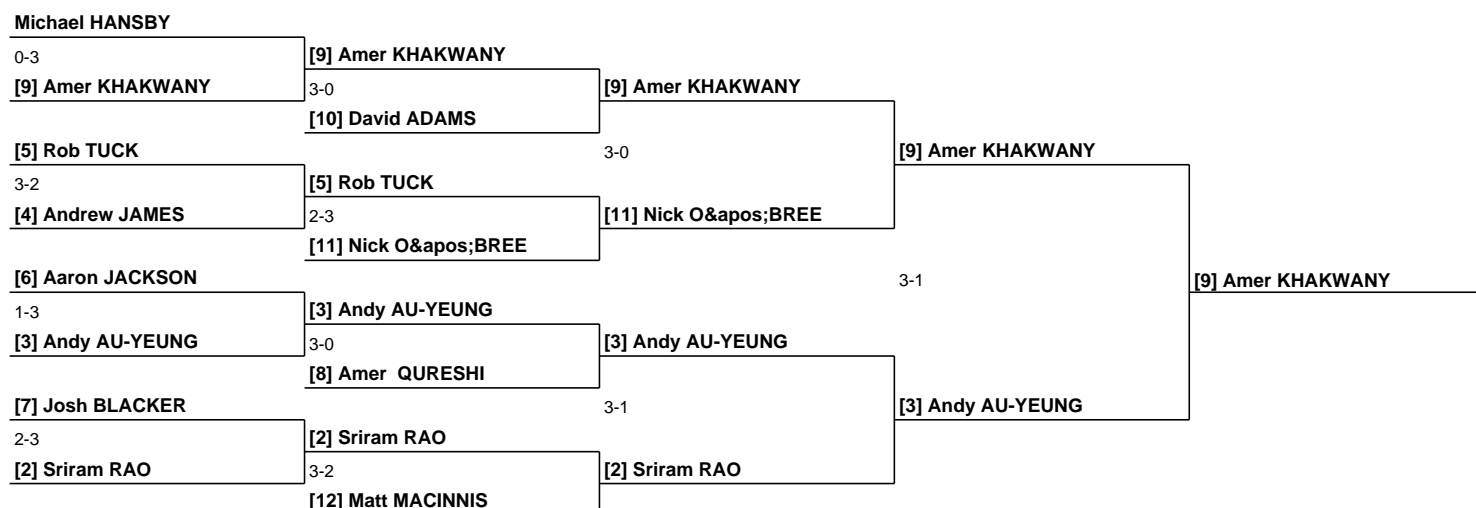 Michael HANSBY
0-3
[9] Amer KHAKWANY
[9] Amer KHAKWANY
3-0
[9] Amer KHAKWANY
[10] David ADAMS
[5] Rob TUCK
3-0
[9] Amer KHAKWANY
3-2
[5] Rob TUCK
[4] Andrew JAMES
2-3
[11] Nick O&apos;BREE
[11] Nick O&apos;BREE
[6] Aaron JACKSON
3-1
[9] Amer KHAKWANY
1-3
[3] Andy AU-YEUNG
[3] Andy AU-YEUNG
3-0
[3] Andy AU-YEUNG
[8] Amer  QURESHI
[7] Josh BLACKER
3-1
[3] Andy AU-YEUNG
2-3
[2] Sriram RAO
[2] Sriram RAO
3-2
[2] Sriram RAO
[12] Matt MACINNIS